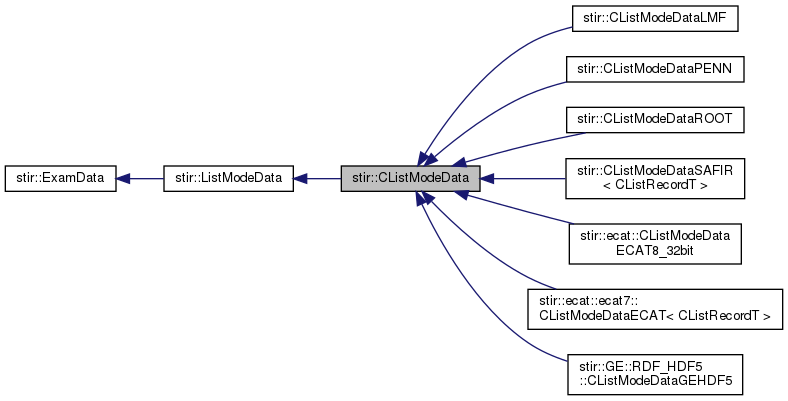 stir::ExamData
stir::ListModeData
stir::CListModeData
stir::CListModeDataLMF
stir::CListModeDataPENN
stir::CListModeDataROOT
stir::CListModeDataSAFIR
< CListRecordT >
stir::ecat::CListModeData
ECAT8_32bit
stir::ecat::ecat7::
CListModeDataECAT< CListRecordT >
stir::GE::RDF_HDF5
::CListModeDataGEHDF5